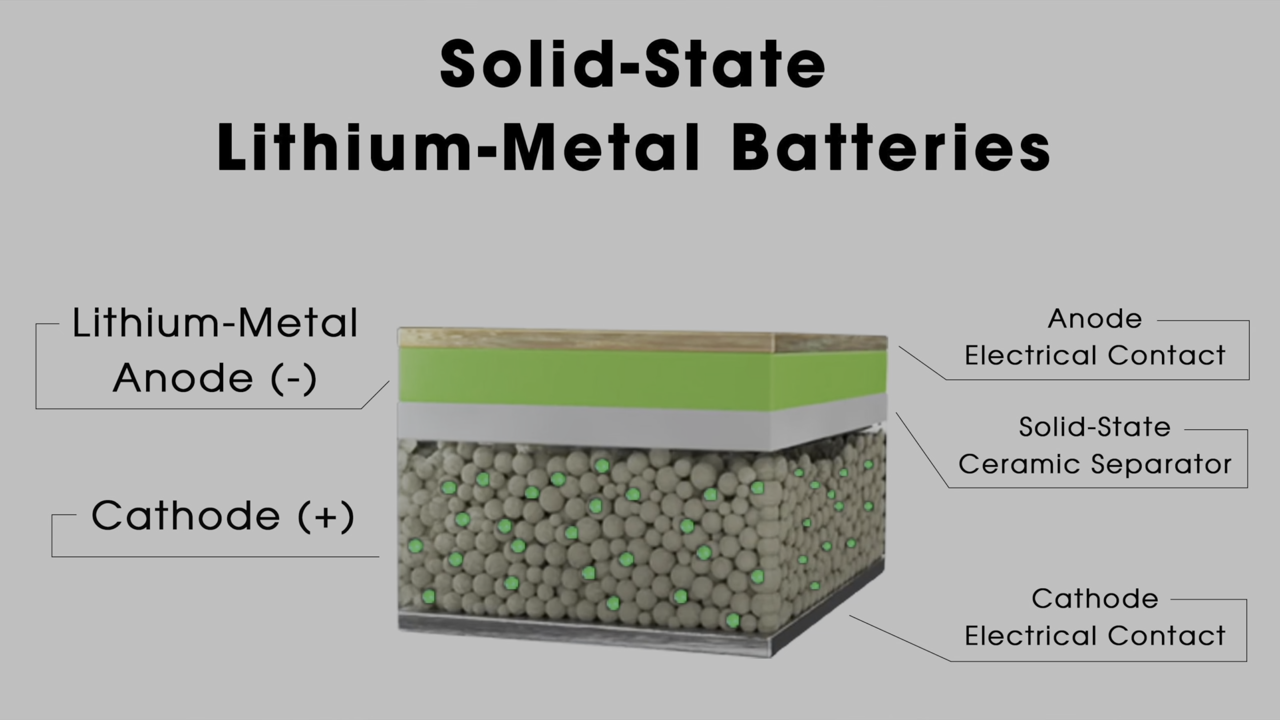 Solid-State
Lithium-Metal Batteries
Lithium-Metal
Anode (-)
Cathode (+)
Anode
Electrical Contact
Solid-State
Ceramic Separator
Cathode
Electrical Contact